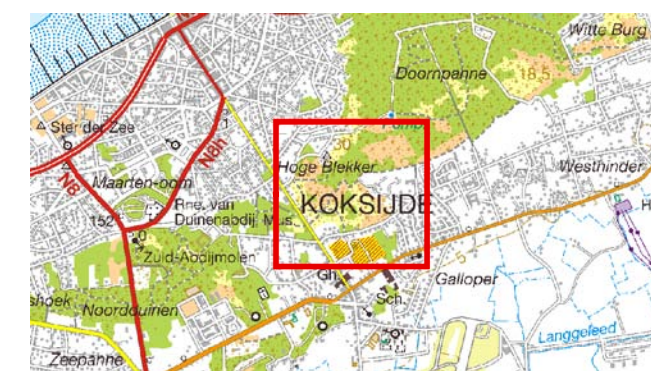 Witte Burg
Doornpanne
18,5
Ster der Zee
N8h
30
Hoge Blekker
Westhinder
N8
Maarten-oom
Rne. van
Duinenabdij, Mus.
KOKSIJDE
152
Zuid-Abdijmolen
5
Gh.
Galloper
Sch.
Noordduinen
Langgeleed
Zeepanne